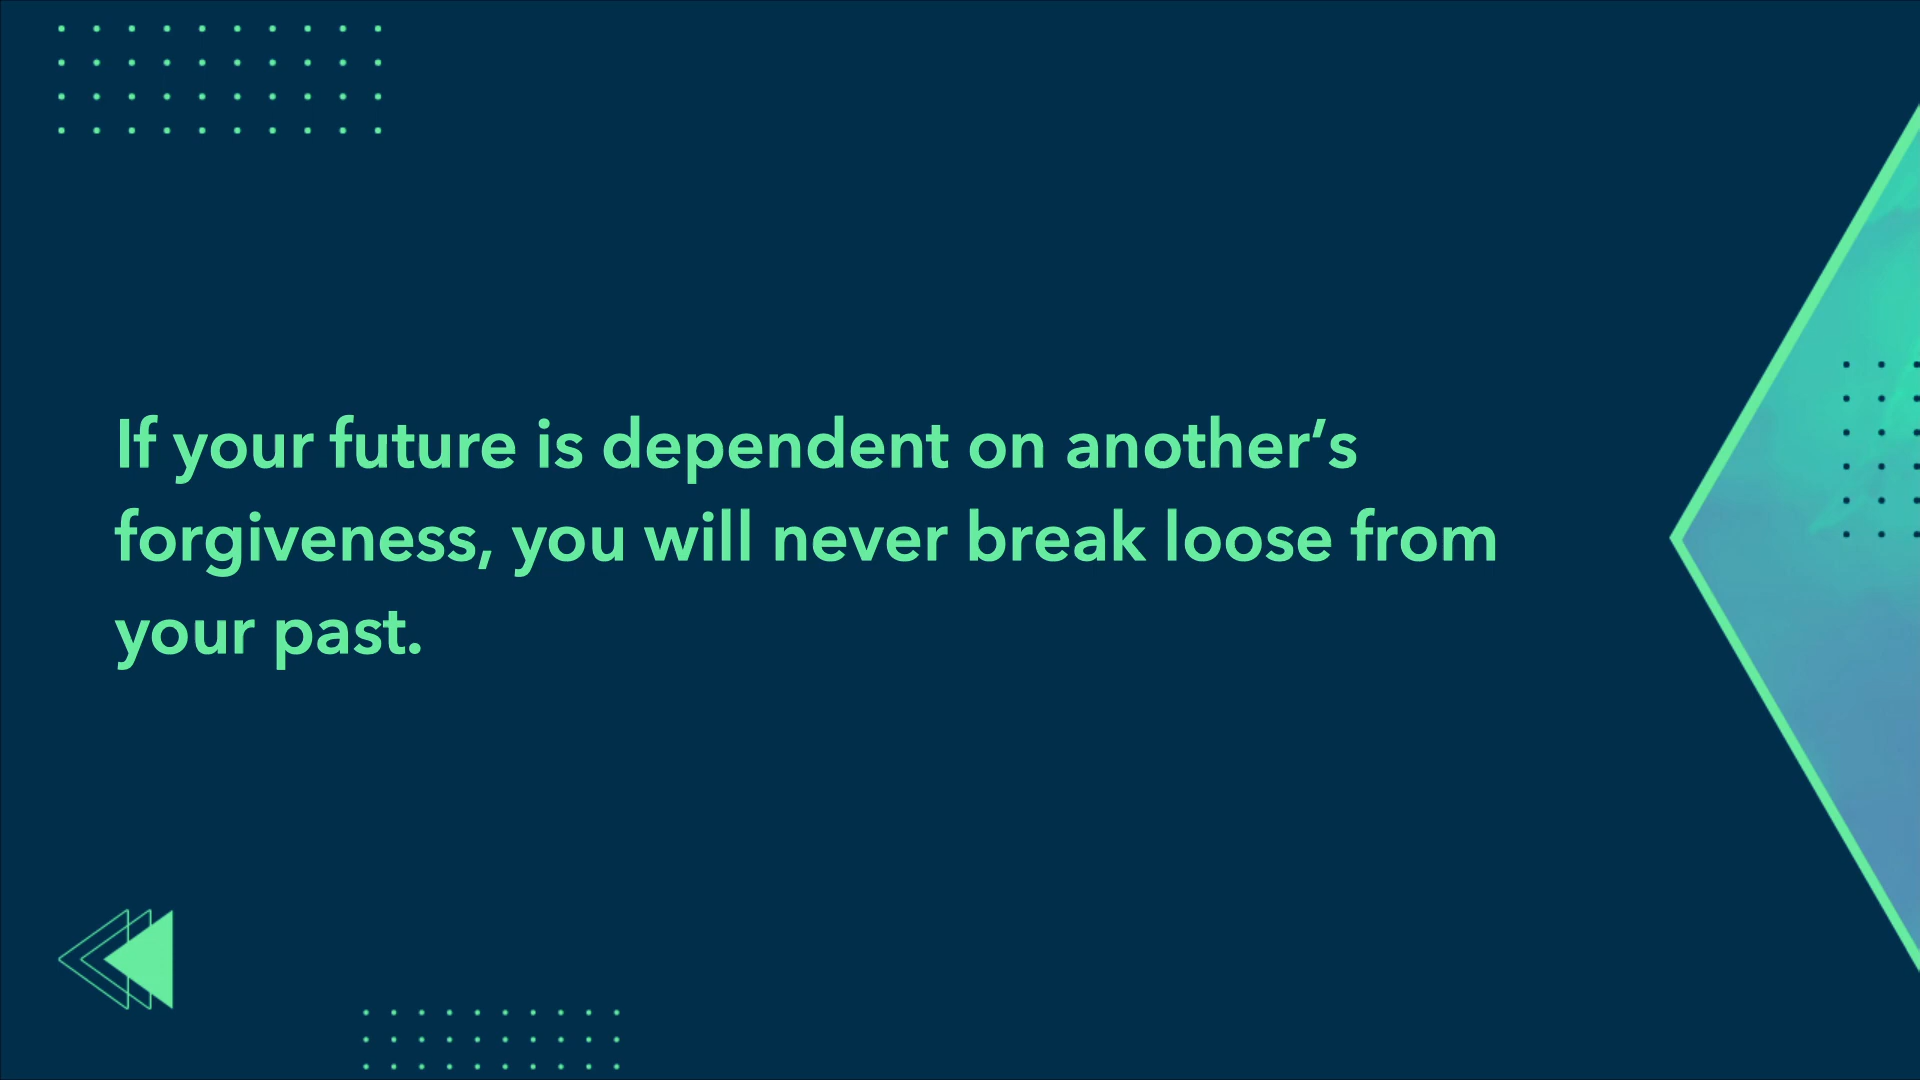 If your future is dependent on another’s
forgiveness, you will never break loose from
your past.